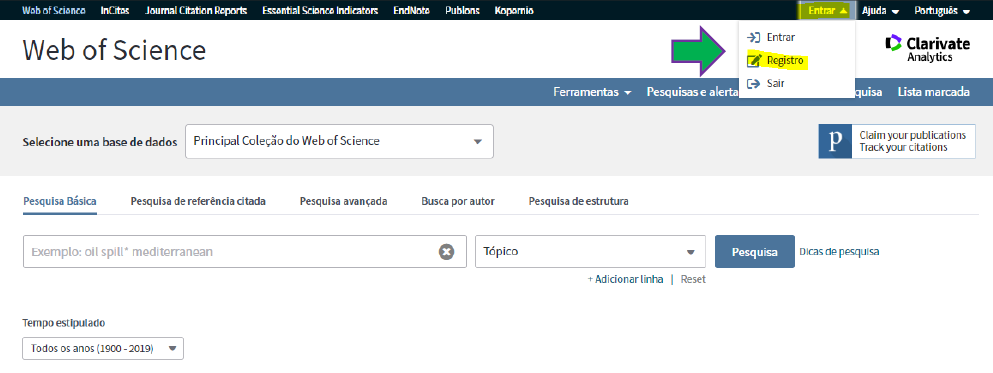 Web of Science InCites Journal Citation Reports Essential Science Indicators EndNote Publons Kopernio Entrar Ajuda Português
Web of Science
Entrar
Registro
Sair
Clarivate
Analytics
Ferramentas Pesquisas e alerta quisa Lista marcada
Selecione uma base de dados Principal Coleção do Web of Science
p Claim your publications
Track your citations
Pesquisa Básica Pesquisa de referência citada Pesquisa avançada Busca por autor Pesquisa de estrutura
Exemplo: oil spill* mediterranean Tópico Pesquisa Dicas de pesquisa
+ Adicionar linha | Reset
Tempo estipulado
Todos os anos (1900 - 2019)